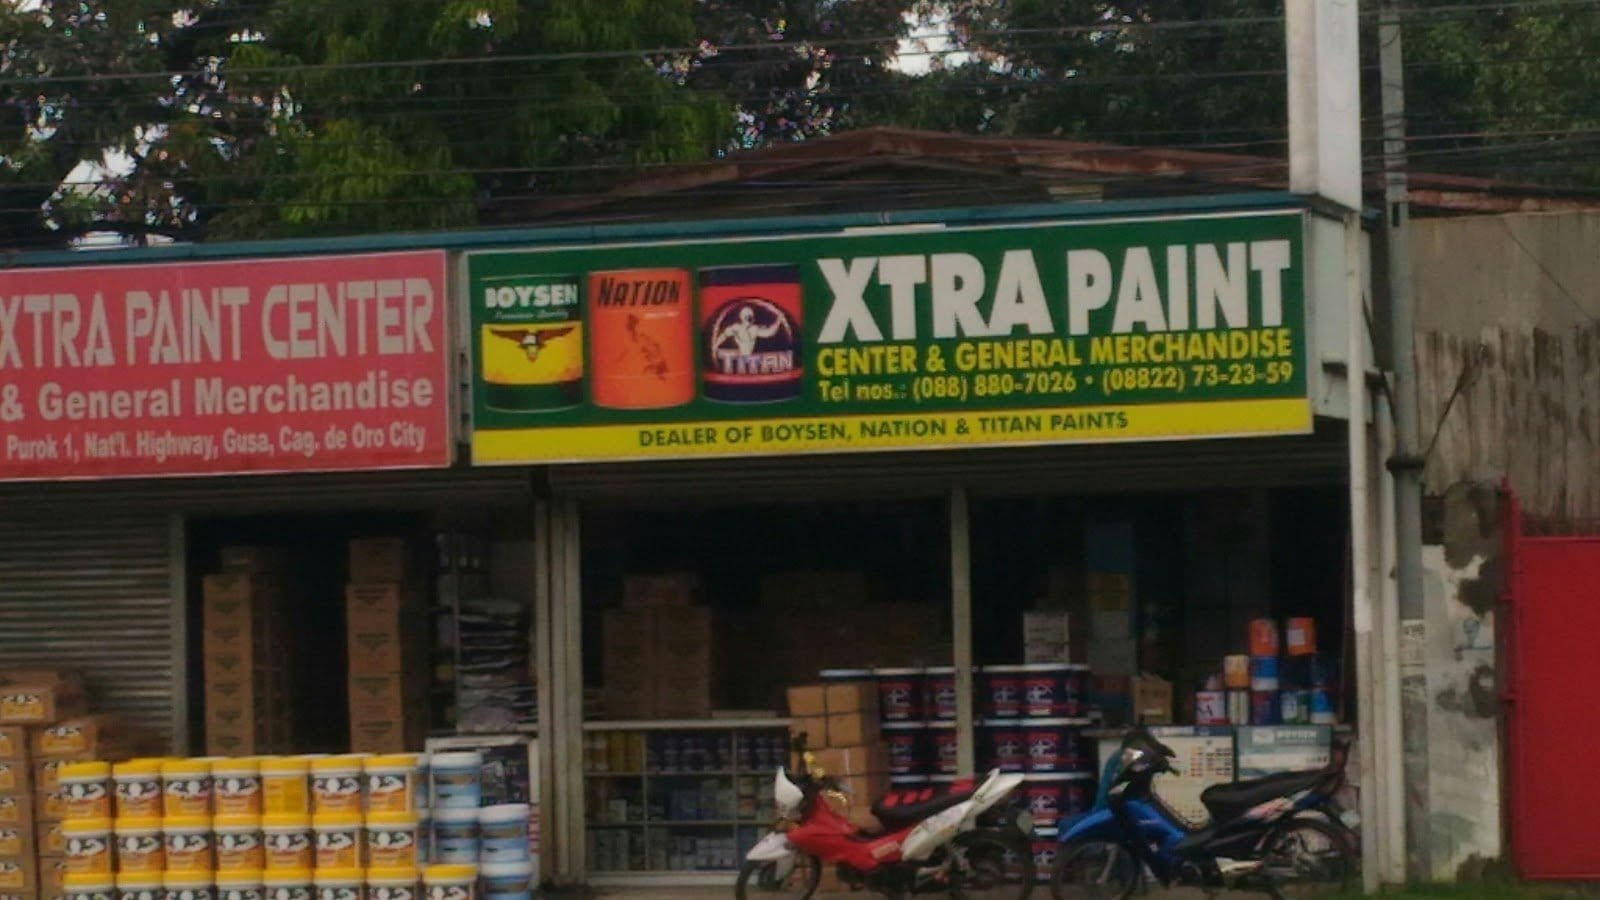 XTRA PAINT CENTER
& General Merchandise
Purok 1, Nat'l. Highway, Gusa, Cag. de Oro City
BOYSEN
NATION
TITAN
XTRA PAINT
CENTER & GENERAL MERCHANDISE
Tel nos.: (088) 880-7026 • (08822) 73-23-59
DEALER OF BOYSEN, NATION & TITAN PAINTS
BOYSEN